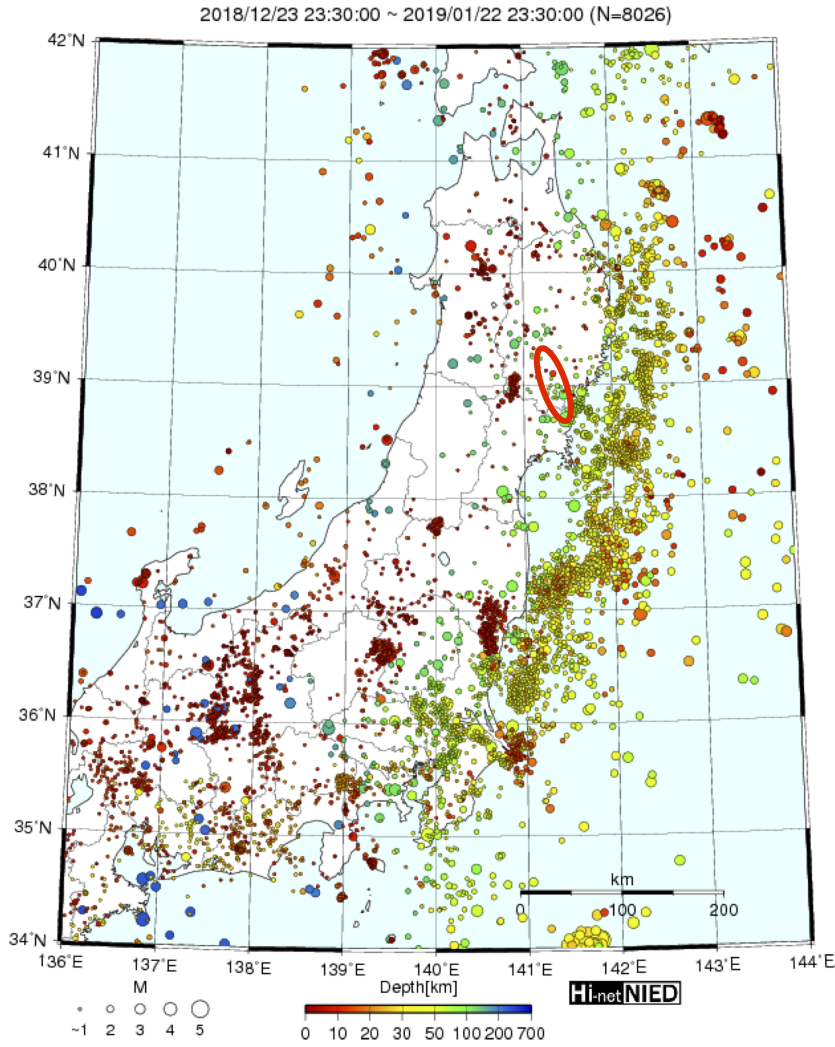 2018/12/23 23:30:00 ~ 2019/01/22 23:30:00 (N=8026)
42˚N
41˚N
40˚N
39˚N
38˚N
37˚N
36˚N
35˚N
34˚N
km
0 100 200
136˚E 137˚E 138˚E 139˚E 140˚E 141˚E 142˚E 143˚E 144˚E
M
~1 2 3 4 5
Depth[km]
0 10 20 30 50 100 200 700
Hi-net NIED